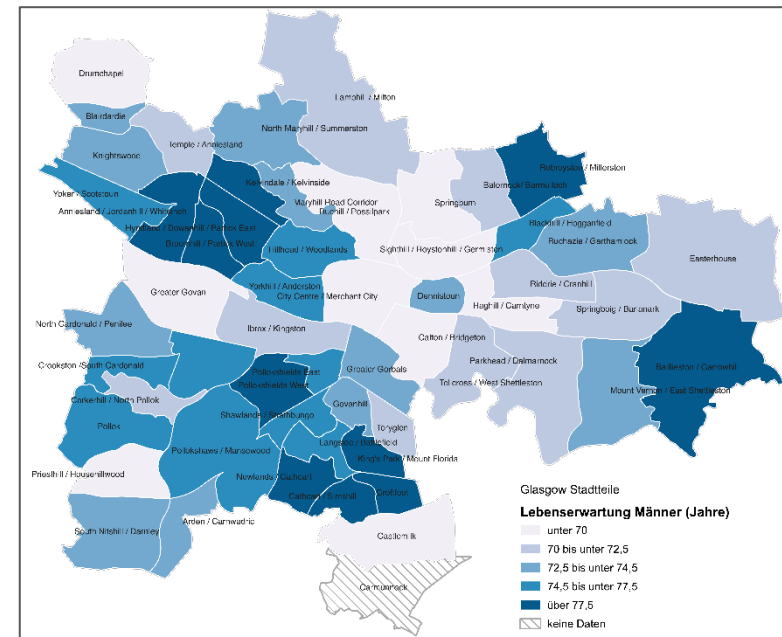 Drumchapel
Lamphill / Milton
Blairdardie
North Maryhill / Summerston
Temple / Anniesland
Knightswood
Robroyston / Millerston
Kelvindale / Kelvinside
Balornock / Barmulloch
Yoker / Scotstoun
Maryhill Road Corridor
Springburn
Anniesland / Jordanhill / Whiteinch
Ruchill / Possilpark
Blackhill / Hogganfield
Hyndland / Dowanhill / Partick East
Ruchazie / Garthamlock
Broomhill / Partick West
Hillhead / Woodlands
Sighthill / Roystonhill / Germiston
Easterhouse
Riddrie / Cranhill
Yorkhill / Anderston
Greater Govan
City Centre / Merchant City
Dennistoun
Haghill / Carntyne
Springboig / Barlanark
North Cardonald / Penilee
Ibrox / Kingston
Calton / Bridgeton
Parkhead / Dalmarnock
Crookston / South Cardonald
Pollokshields East
Greater Gorbals
Baillieston / Garrowhill
Pollokshields West
Tollcross / West Shettleston
Mount Vernon / East Shettleston
Corkerhill / North Pollok
Govanhill
Shawlands / Strathbungo
Toryglen
Pollok
Langside / Battlefield
Pollokshaws / Mansewood
King's Park / Mount Florida
Priesthill / Househillwood
Newlands / Cathcart
Croftfoot
Cathcart / Simshill
Arden / Carnwadric
South Nitshill / Darnley
Castlemilk
Carmunnock
Glasgow Stadtteile
Lebenserwartung Männer (Jahre)
unter 70
70 bis unter 72,5
72,5 bis unter 74,5
74,5 bis unter 77,5
über 77,5
keine Daten